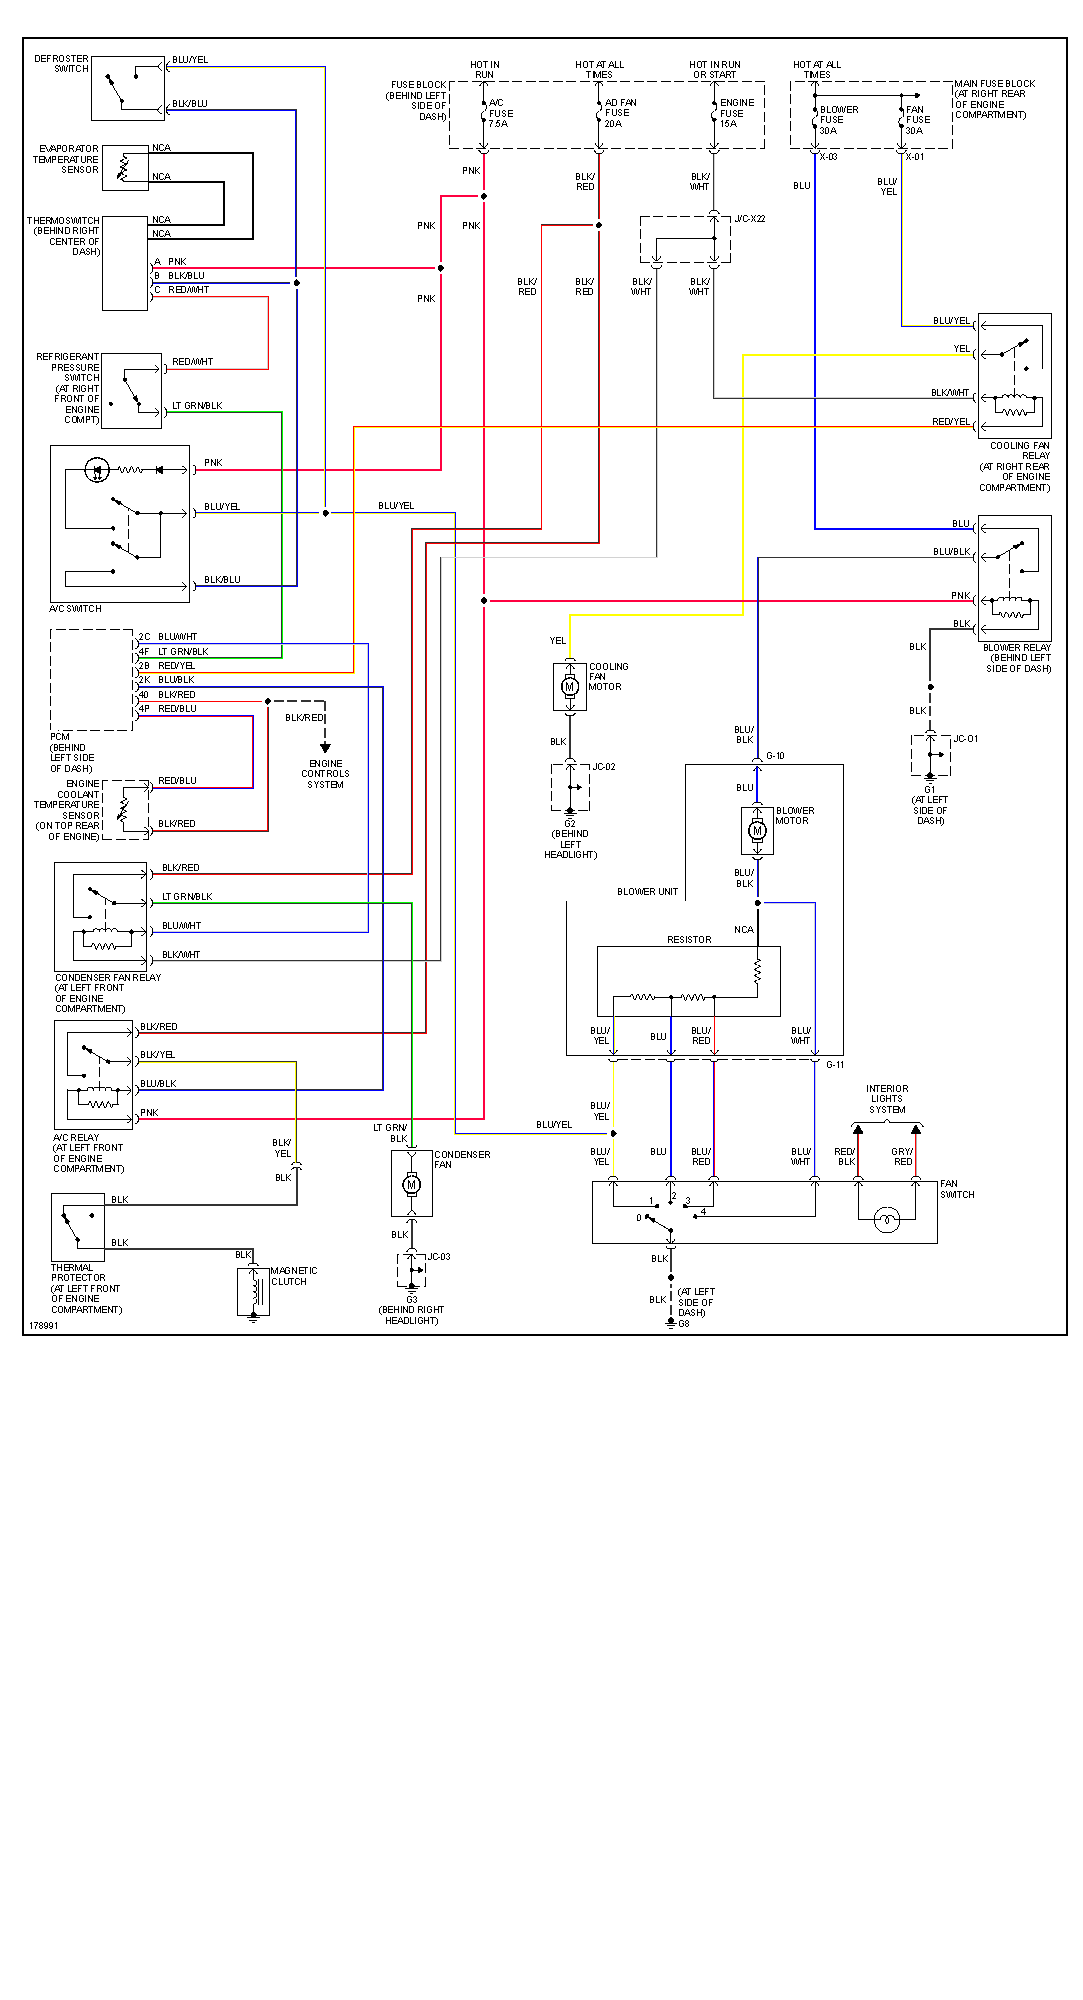 DEFROSTER
SWITCH
BLU/YEL
BLK/BLU
EVAPORATOR
TEMPERATURE
SENSOR
NCA
NCA
THERMOSWITCH
(BEHIND RIGHT
CENTER OF
DASH)
NCA
NCA
A PNK
B BLK/BLU
C RED/WHT
REFRIGERANT
PRESSURE
SWITCH
(AT RIGHT
FRONT OF
ENGINE
COMPT)
RED/WHT
LT GRN/BLK
PNK
BLU/YEL
BLU/YEL
BLK/BLU
A/C SWITCH
2C BLU/WHT
4F LT GRN/BLK
2B RED/YEL
2K BLU/BLK
4O BLK/RED
4P RED/BLU
PCM
(BEHIND
LEFT SIDE
OF DASH)
BLK/RED
ENGINE
CONTROLS
SYSTEM
ENGINE
COOLANT
TEMPERATURE
SENSOR
(ON TOP REAR
OF ENGINE)
RED/BLU
BLK/RED
BLK/RED
LT GRN/BLK
BLU/WHT
BLK/WHT
CONDENSER FAN RELAY
(AT LEFT FRONT
OF ENGINE
COMPARTMENT)
BLK/RED
BLK/YEL
BLU/BLK
PNK
A/C RELAY
(AT LEFT FRONT
OF ENGINE
COMPARTMENT)
BLK/
YEL
BLK
BLK
BLK
THERMAL
PROTECTOR
(AT LEFT FRONT
OF ENGINE
COMPARTMENT)
BLK
MAGNETIC
CLUTCH
178991
HOT IN
RUN
HOT AT ALL
TIMES
HOT IN RUN
OR START
HOT AT ALL
TIMES
FUSE BLOCK
(BEHIND LEFT
SIDE OF
DASH)
A/C
FUSE
7.5A
AD FAN
FUSE
20A
ENGINE
FUSE
15A
BLOWER
FUSE
30A
FAN
FUSE
30A
MAIN FUSE BLOCK
(AT RIGHT REAR
OF ENGINE
COMPARTMENT)
X-03
X-01
PNK
BLK/
RED
BLK/
WHT
BLU
BLU/
YEL
PNK
PNK
J/C-X22
PNK
BLK/
RED
BLK/
RED
BLK/
WHT
BLK/
WHT
BLU/YEL
YEL
BLK/WHT
RED/YEL
COOLING FAN
RELAY
(AT RIGHT REAR
OF ENGINE
COMPARTMENT)
BLU
BLU/BLK
PNK
BLK
BLOWER RELAY
(BEHIND LEFT
SIDE OF DASH)
BLK
BLK
JC-01
G1
(AT LEFT
SIDE OF
DASH)
YEL
COOLING
FAN
MOTOR
BLK
JC-02
G2
(BEHIND
LEFT
HEADLIGHT)
BLU/
BLK
G-10
BLU
BLOWER
MOTOR
BLU/
BLK
BLOWER UNIT
NCA
RESISTOR
BLU/
YEL
BLU
BLU/
RED
BLU/
WHT
G-11
BLU/
YEL
BLU/YEL
BLU/
YEL
BLU
BLU/
RED
BLU/
WHT
INTERIOR
LIGHTS
SYSTEM
RED/
BLK
GRY/
RED
FAN
SWITCH
0
1
2
3
4
BLK
BLK
(AT LEFT
SIDE OF
DASH)
G8
LT GRN/
BLK
CONDENSER
FAN
M
M
M
BLK
JC-03
G3
(BEHIND RIGHT
HEADLIGHT)